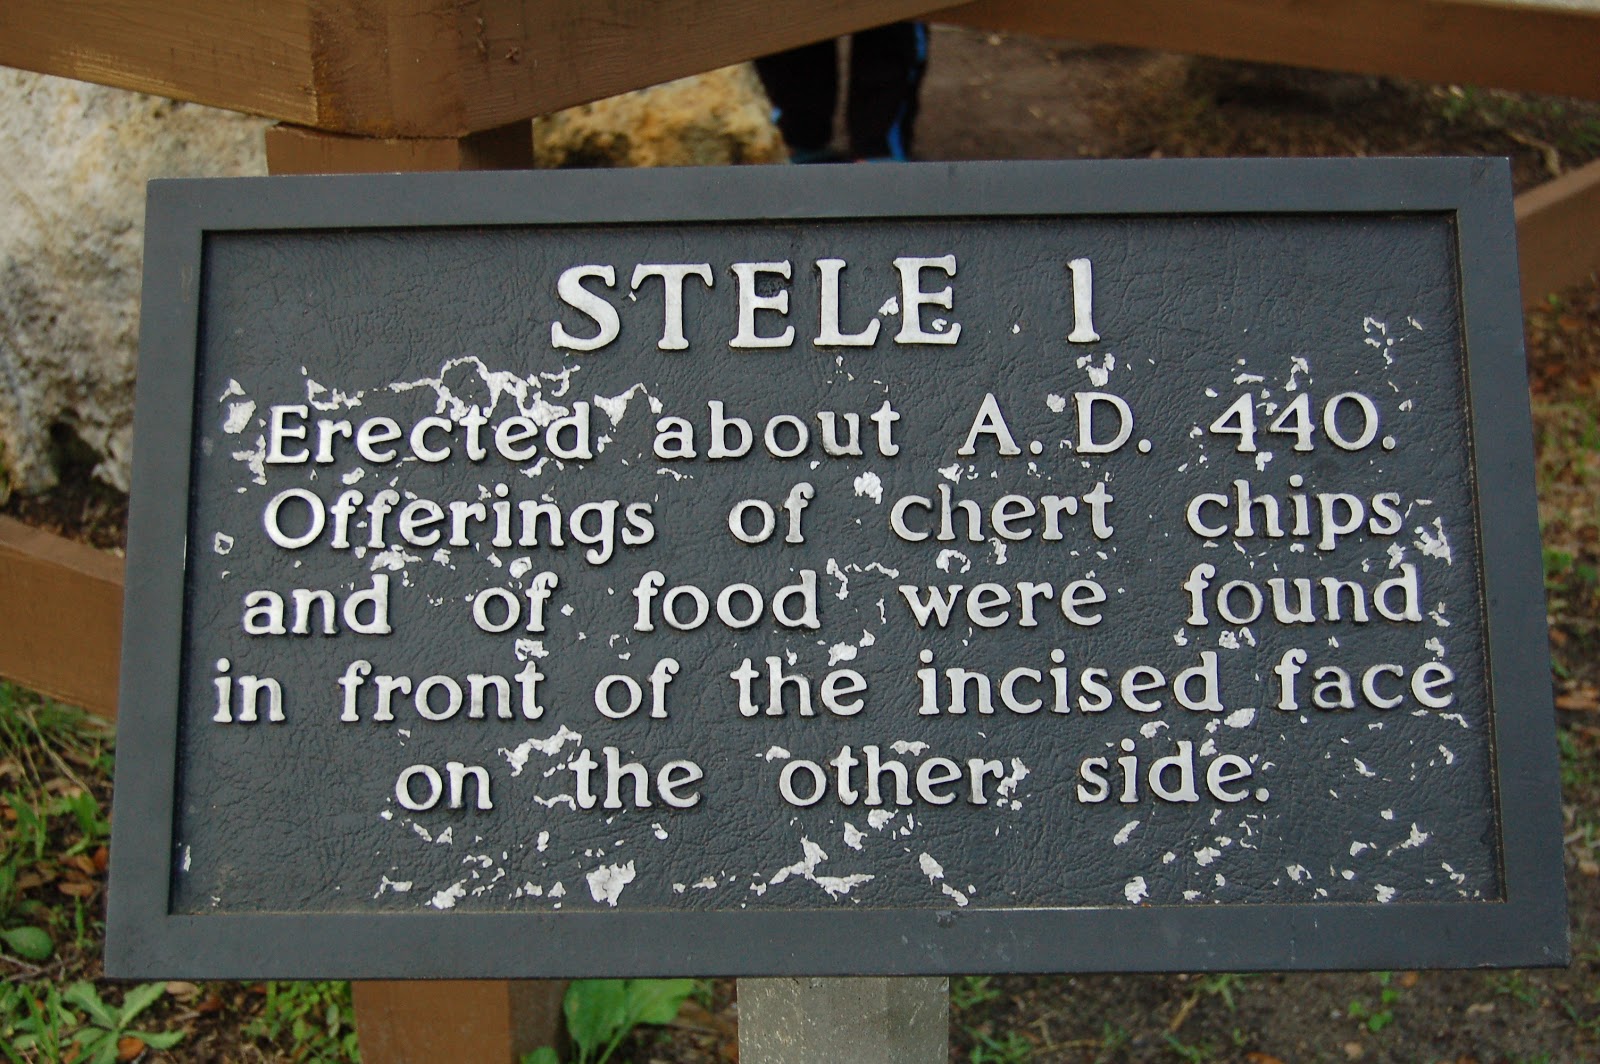 STELE 1
Erected about A.D. 440.
Offerings of chert chips
and of food were found
in front of the incised face
on the other side.